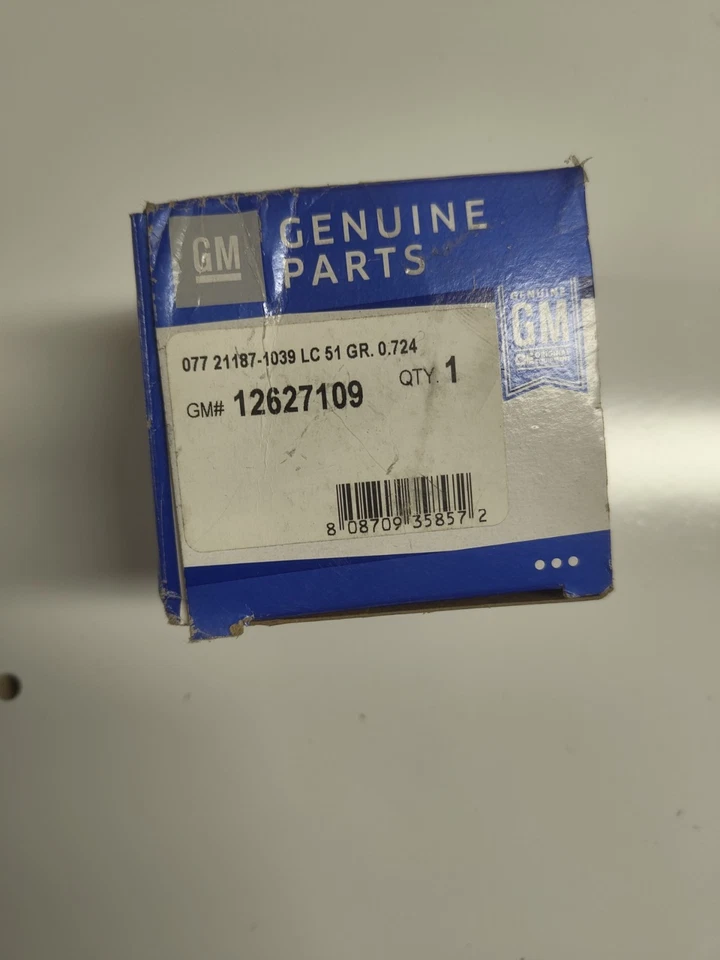 GM
GENUINE
PARTS
GENUINE
GM
077 21187-1039 LC 51 GR. 0.724
GM# 12627109 QTY. 1
8 08709 35857 2